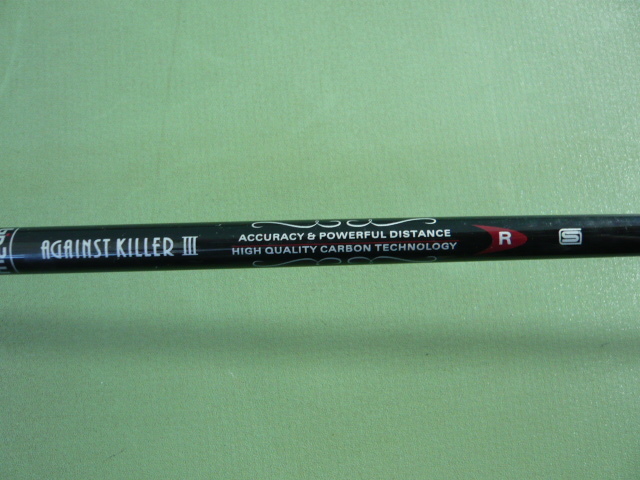 AGAINST KILLER III
ACCURACY & POWERFUL DISTANCE
HIGH QUALITY CARBON TECHNOLOGY
R
S